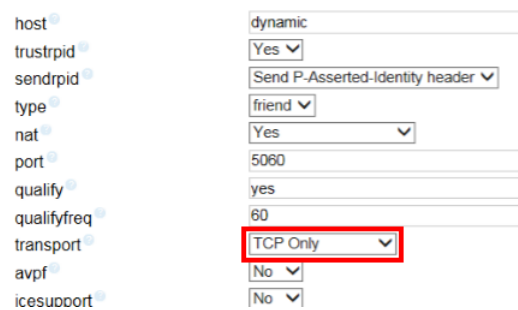 host dynamic
trustrpid Yes
sendrpid Send P-Asserted-Identity header
type friend
nat Yes
port 5060
qualify yes
qualifyfreq 60
transport TCP Only
avpf No
icesupport No